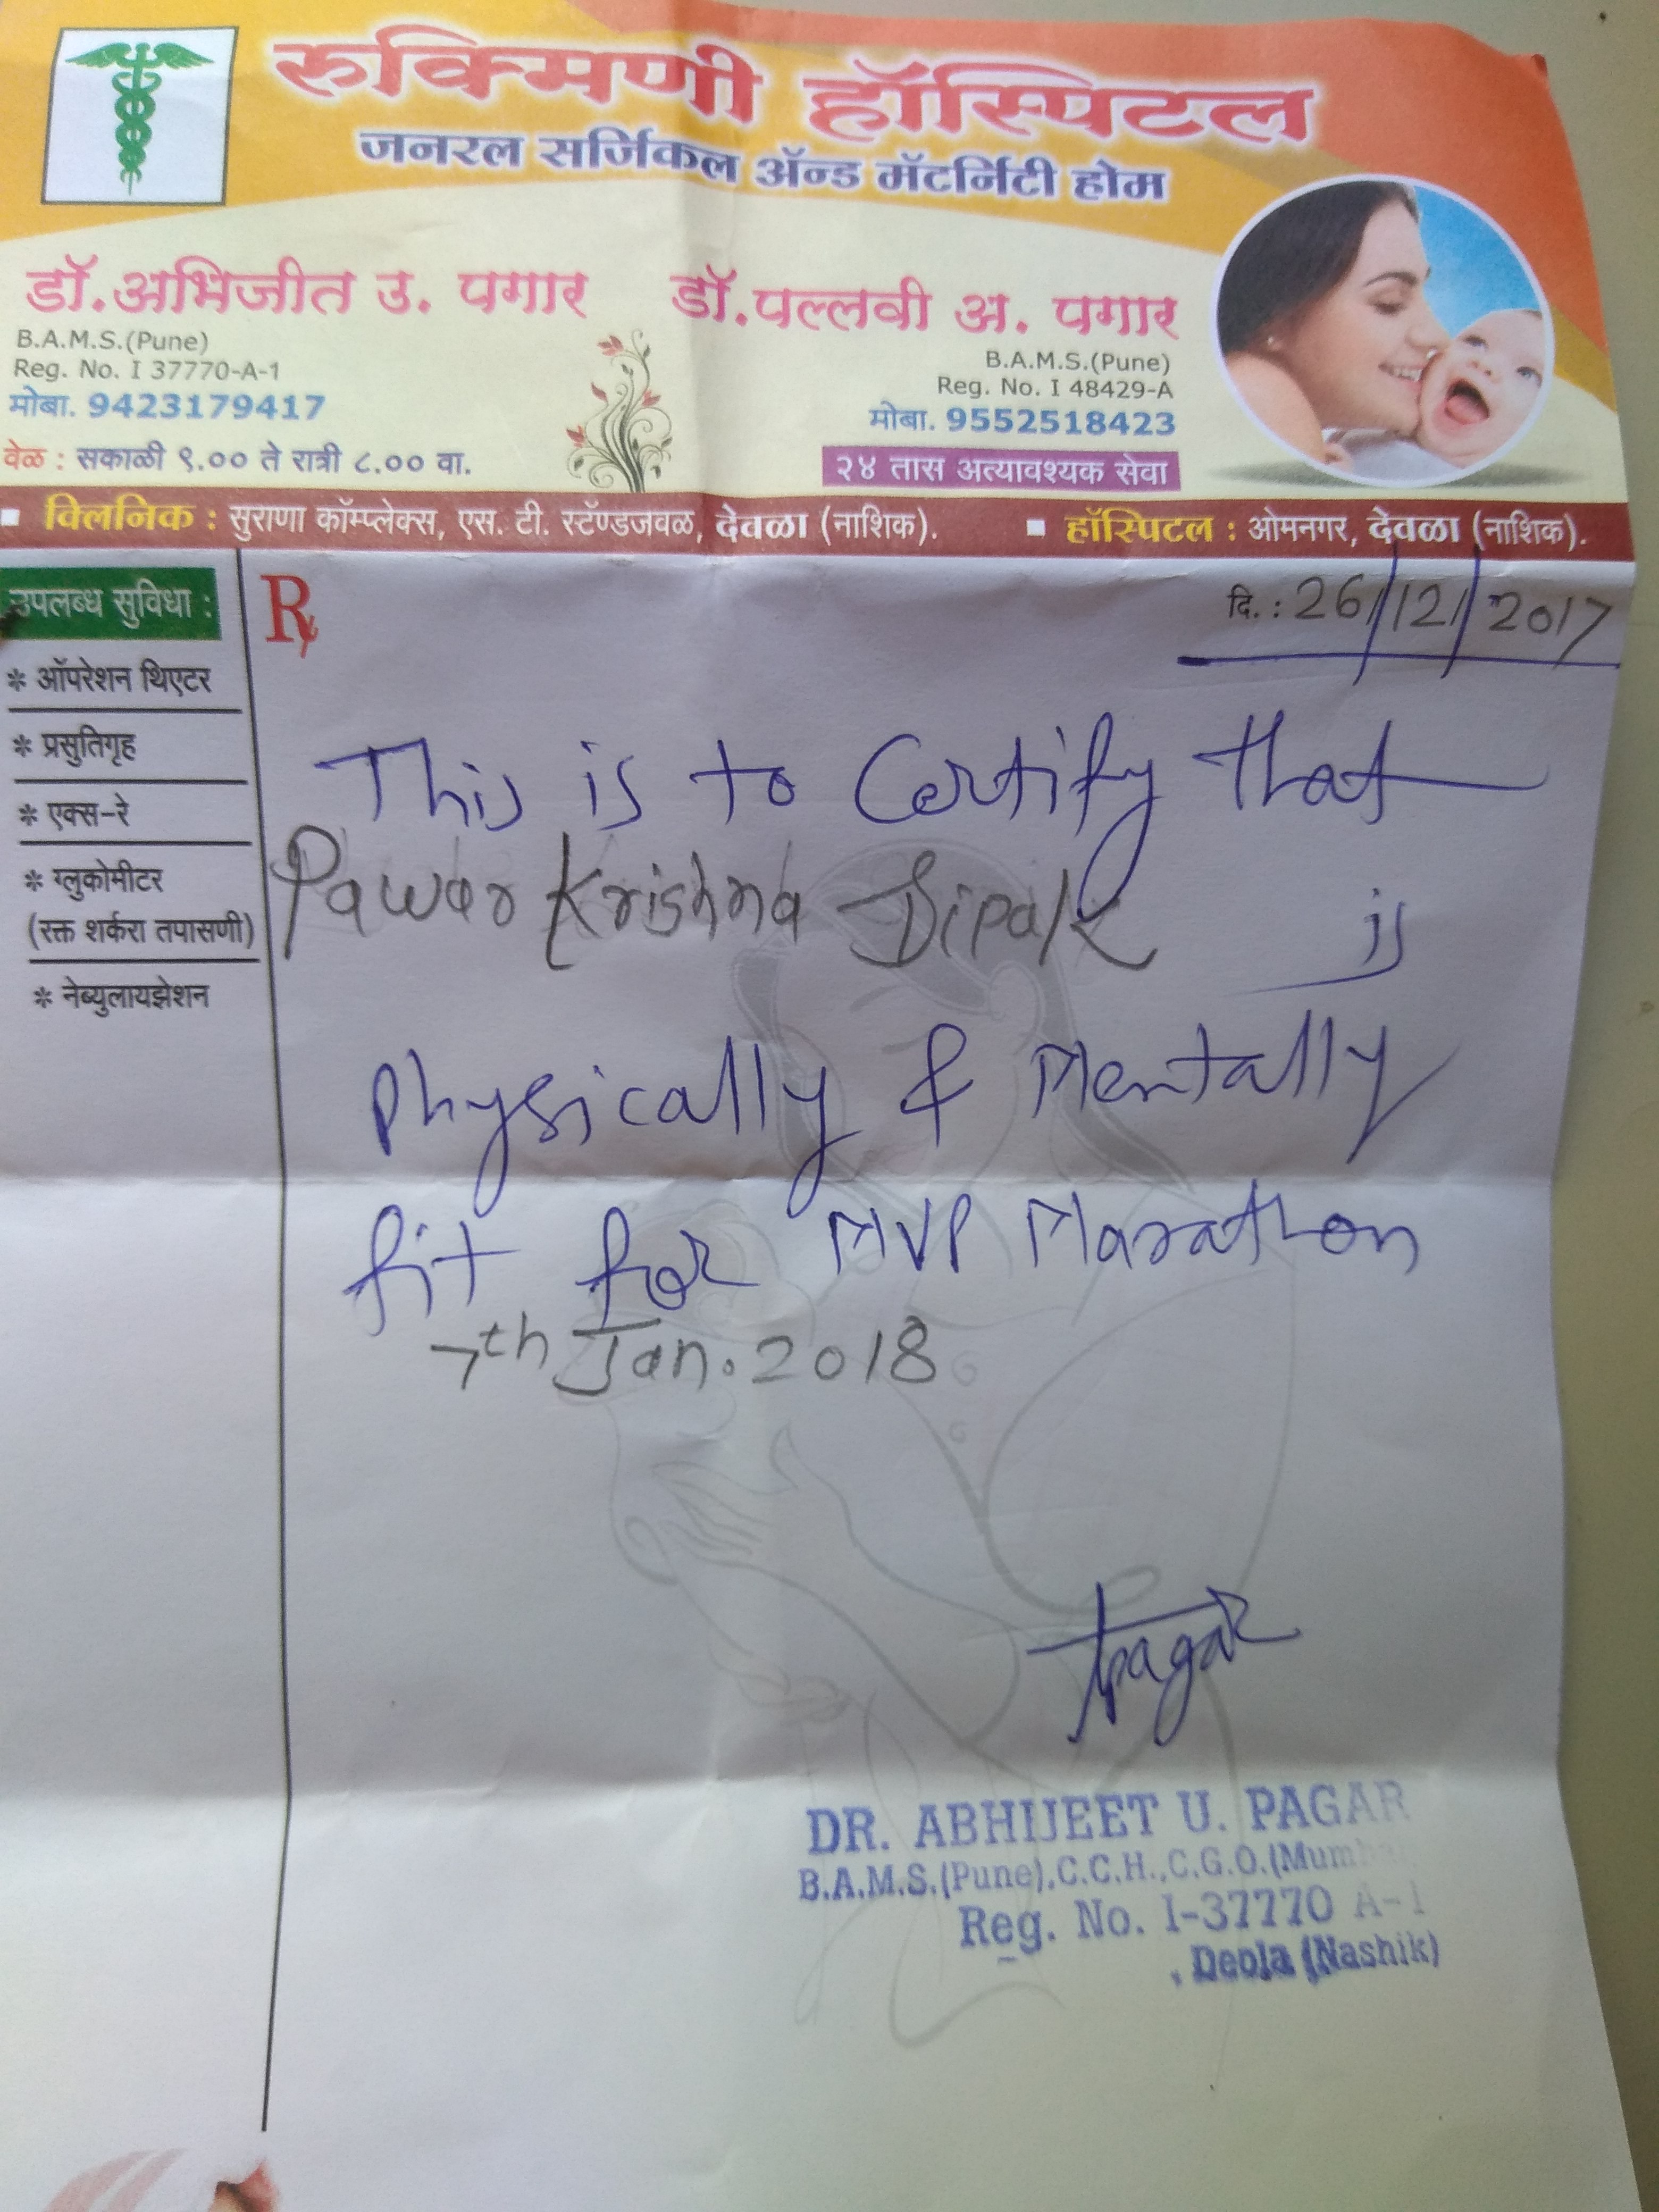 रुक्मिणी हॉस्पिटल
जनरल सर्जिकल ॲन्ड मॅटर्निटी होम
डॉ.अभिजीत उ. पगार
B.A.M.S.(Pune)
Reg. No. I 37770-A-1
मोबा. 9423179417
वेळ : सकाळी ९.०० ते रात्री ८.०० वा.
डॉ.पल्लवी अ. पगार
B.A.M.S.(Pune)
Reg. No. I 48429-A
मोबा. 9552518423
२४ तास अत्यावश्यक सेवा
▪ क्लिनिक : सुराणा कॉम्प्लेक्स, एस. टी. स्टॅण्डजवळ, देवळा (नाशिक). ▪ हॉस्पिटल : ओमनगर, देवळा (नाशिक).
उपलब्ध सुविधा :
* ऑपरेशन थिएटर
* प्रसुतिगृह
* एक्स-रे
* ग्लुकोमीटर
(रक्त शर्करा तपासणी)
* नेब्युलायझेशन
Rx
दि. : 26/12/2017
This is to Certify that
Pawar Krishna Dipak is
Physically & Mentally
fit for MVP Marathon
7th Jan. 2018
Apagar
DR. ABHIJEET U. PAGAR
B.A.M.S.(Pune),C.C.H.,C.G.O.(Mumbai
Reg. No. I-37770 A-1
Deola (Nashik)